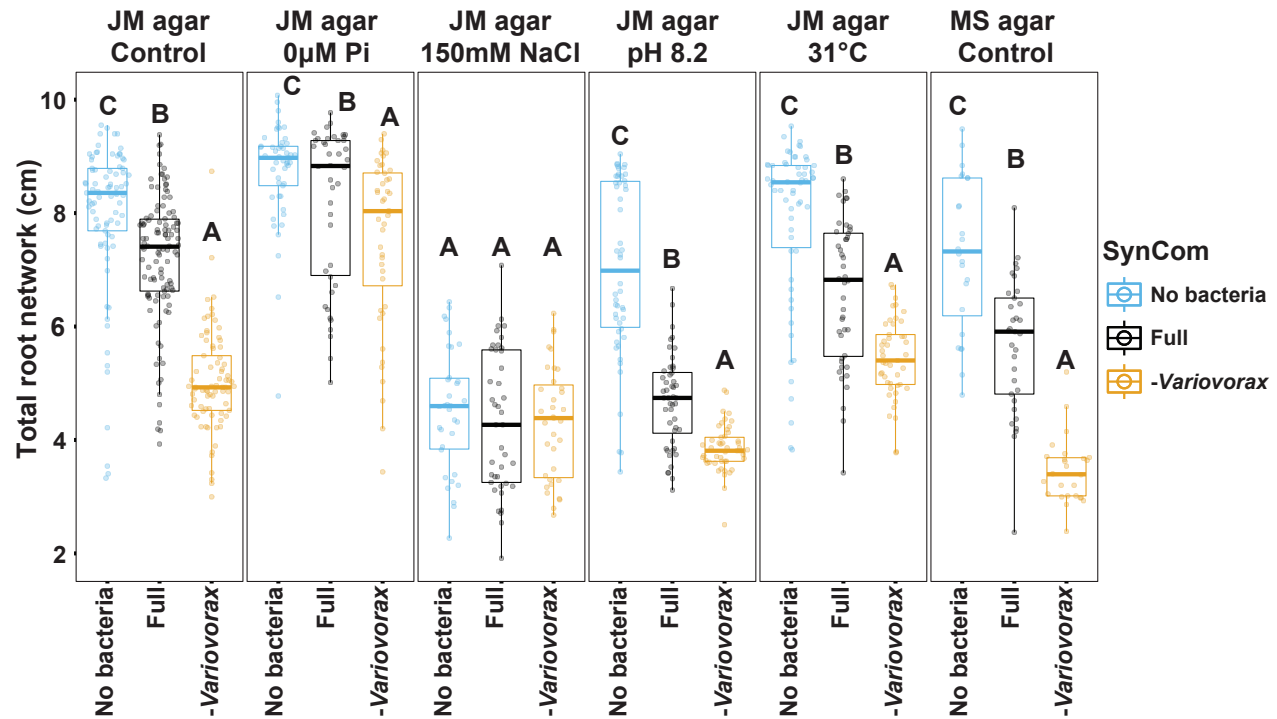 JM agar
Control
JM agar
0µM Pi
JM agar
150mM NaCl
JM agar
pH 8.2
JM agar
31°C
MS agar
Control
Total root network (cm)
10
8
6
4
2
C
B
A
C
B
A
A
A
A
C
B
A
C
B
A
C
B
A
No bacteria
Full
-Variovorax
No bacteria
Full
-Variovorax
No bacteria
Full
-Variovorax
No bacteria
Full
-Variovorax
No bacteria
Full
-Variovorax
No bacteria
Full
-Variovorax
SynCom
No bacteria
Full
-Variovorax